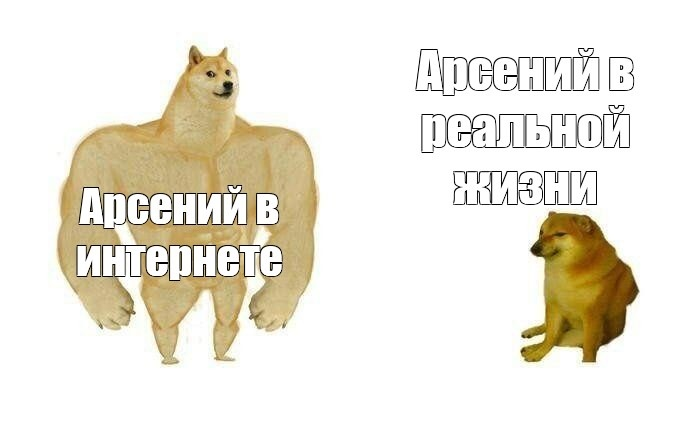 Арсений в
интернете
Арсений в
реальной
жизни